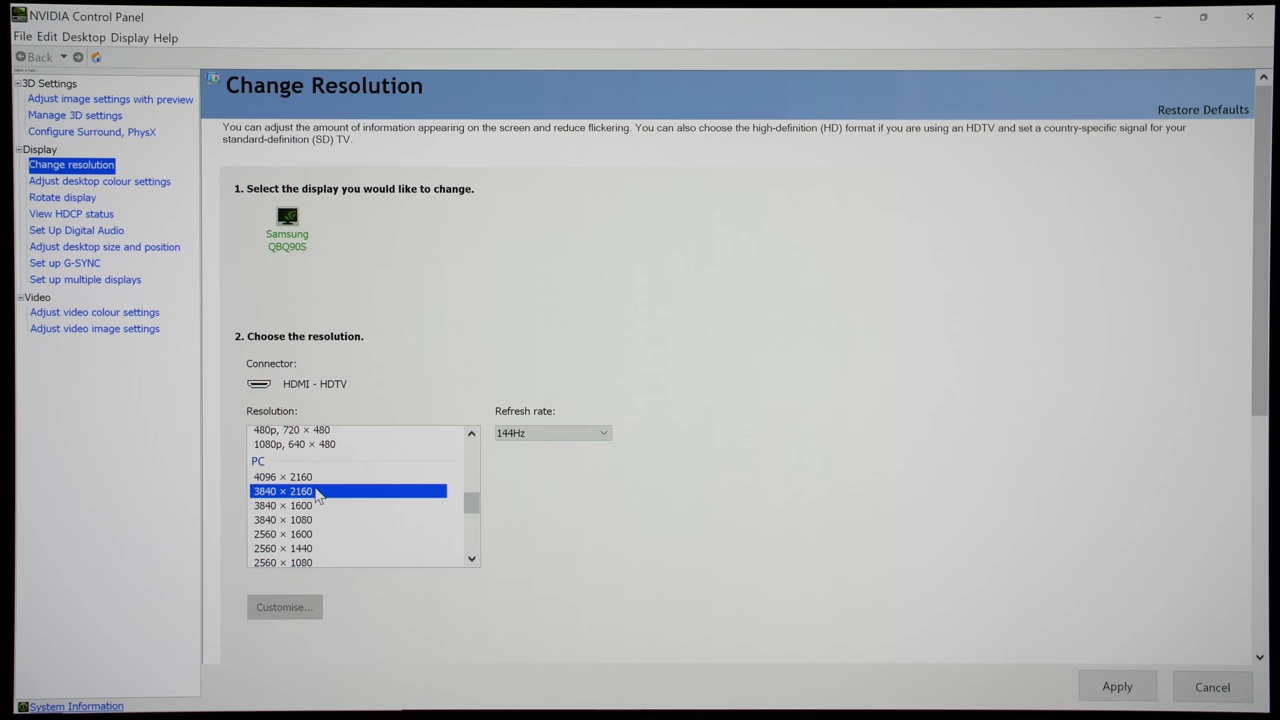 NVIDIA Control Panel
File Edit Desktop Display Help
Back
3D Settings
Adjust image settings with preview
Manage 3D settings
Configure Surround, PhysX
Display
Change resolution
Adjust desktop colour settings
Rotate display
View HDCP status
Set Up Digital Audio
Adjust desktop size and position
Set up G-SYNC
Set up multiple displays
Video
Adjust video colour settings
Adjust video image settings
System Information
Change Resolution
Restore Defaults
You can adjust the amount of information appearing on the screen and reduce flickering. You can also choose the high-definition (HD) format if you are using an HDTV and set a country-specific signal for your
standard-definition (SD) TV.
1. Select the display you would like to change.
Samsung
QBQ90S
2. Choose the resolution.
Connector:
HDMI - HDTV
Resolution:
Refresh rate:
480p, 720 × 480
1080p, 640 × 480
PC
4096 × 2160
3840 × 2160
3840 × 1600
3840 × 1080
2560 × 1600
2560 × 1440
2560 × 1080
144Hz
Customise...
Apply
Cancel